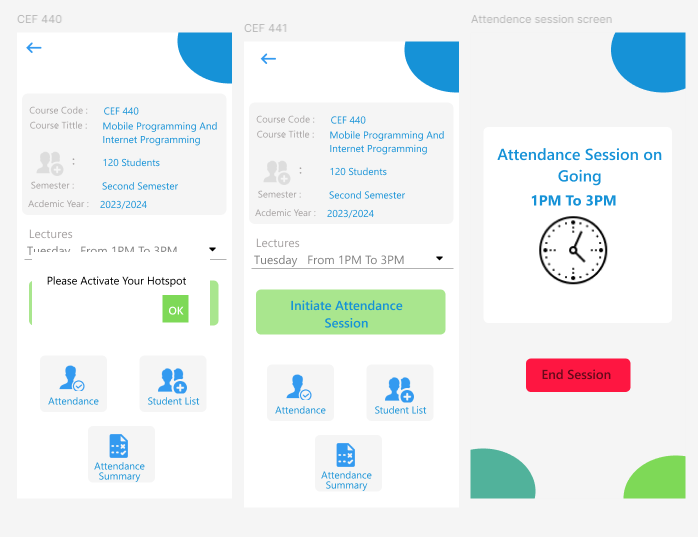 CEF 440
Course Code :
CEF 440
Course Tittle :
Mobile Programming And
Internet Programming
:
120 Students
Semester :
Second Semester
Acdemic Year :
2023/2024
Lectures
Tuesday From 1PM To 3PM
Please Activate Your Hotspot
OK
Attendance
Student List
Attendance
Summary
CEF 441
Course Code :
CEF 440
Course Tittle :
Mobile Programming And
Internet Programming
:
120 Students
Semester :
Second Semester
Acdemic Year :
2023/2024
Lectures
Tuesday From 1PM To 3PM
Initiate Attendance
Session
Attendance
Student List
Attendance
Summary
Attendence session screen
Attendance Session on
Going
1PM To 3PM
End Session